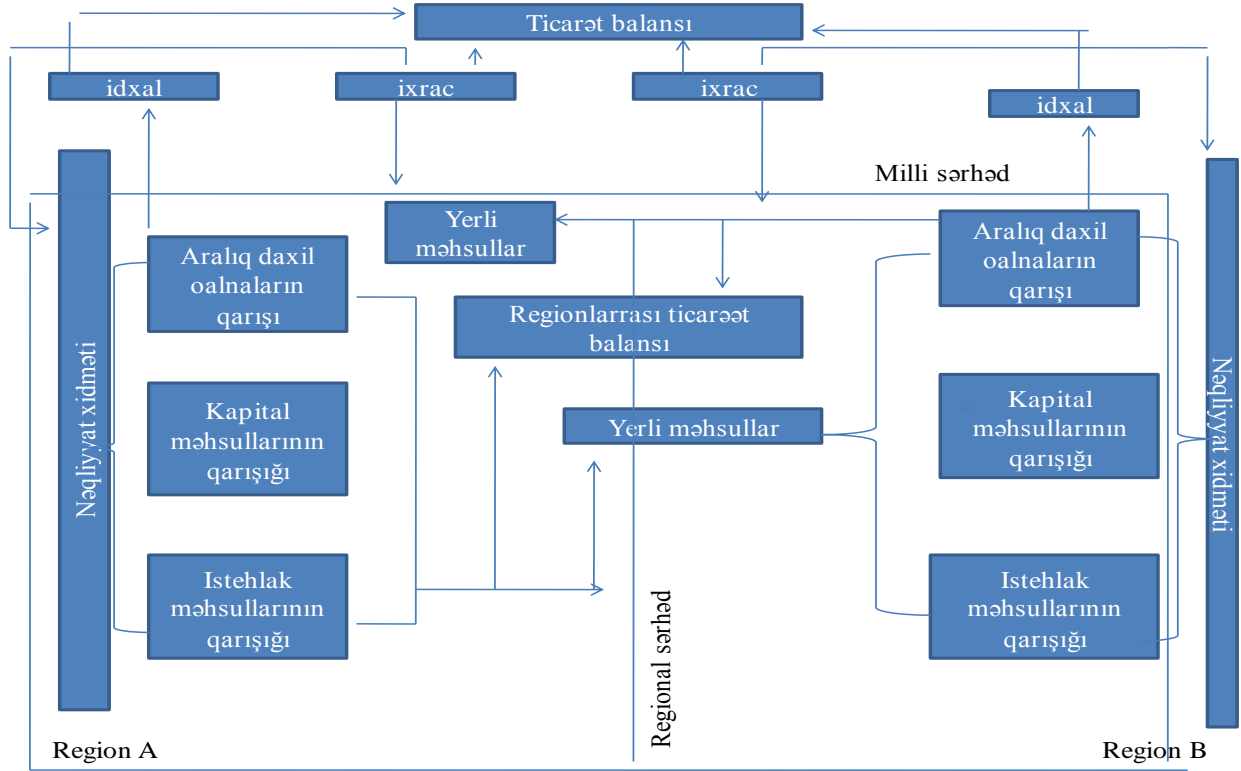 Ticarət balansı
idxal
ixrac
ixrac
idxal
Milli sərhəd
Yerli
məhsullar
Aralıq daxil
oalnaların
qarışı
Aralıq daxil
oalnaların
qarışı
Regionlarrası ticarəət
balansı
Nəqliyyat xidməti
Kapital
məhsullarının
qarışığı
Yerli məhsullar
Kapital
məhsullarının
qarışığı
Nəqliyyat xidməti
Istehlak
məhsullarının
qarışığı
Regional sərhəd
Istehlak
məhsullarının
qarışığı
Region A
Region B